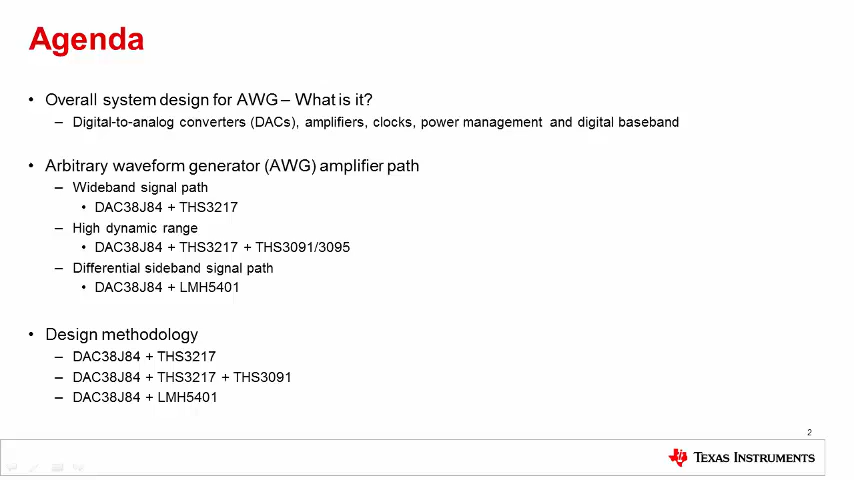 Agenda
• Overall system design for AWG – What is it?
– Digital-to-analog converters (DACs), amplifiers, clocks, power management and digital baseband
• Arbitrary waveform generator (AWG) amplifier path
– Wideband signal path
• DAC38J84 + THS3217
– High dynamic range
• DAC38J84 + THS3217 + THS3091/3095
– Differential sideband signal path
• DAC38J84 + LMH5401
• Design methodology
– DAC38J84 + THS3217
– DAC38J84 + THS3217 + THS3091
– DAC38J84 + LMH5401
2
TEXAS INSTRUMENTS